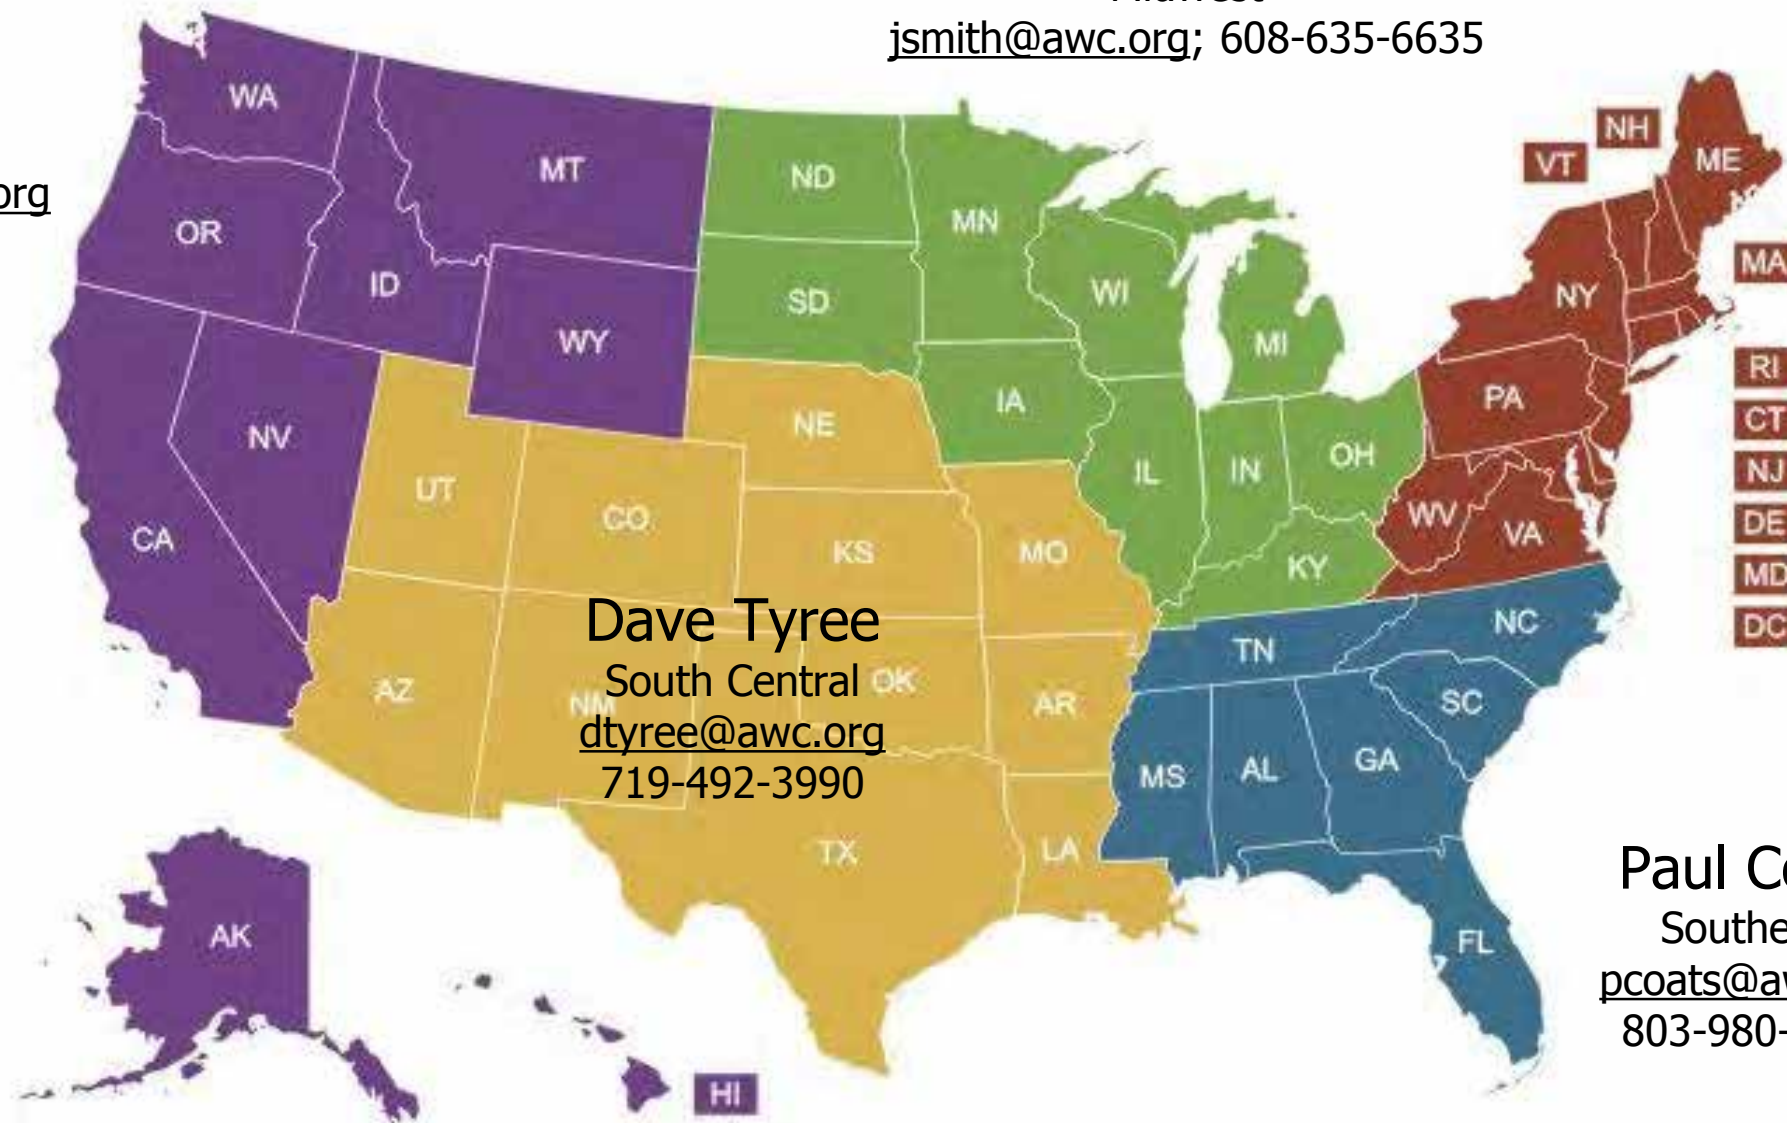 jsmith@awc.org; 608-635-6635
WA
NH
VT
ME
MT
ND
org
OR
MN
MA
ID
SD
WI
NY
WY
MI
RI
PA
IA
CT
NE
NV
OH
IL
IN
NJ
UT
CO
WV
DE
VA
CA
KS
MO
KY
MD
Dave Tyree
NC
DC
TN
South Central
OK
AZ
NM
AR
SC
dtyree@awc.org
MS
AL
GA
719-492-3990
TX
LA
Paul
FL
AK
803-980-
HI